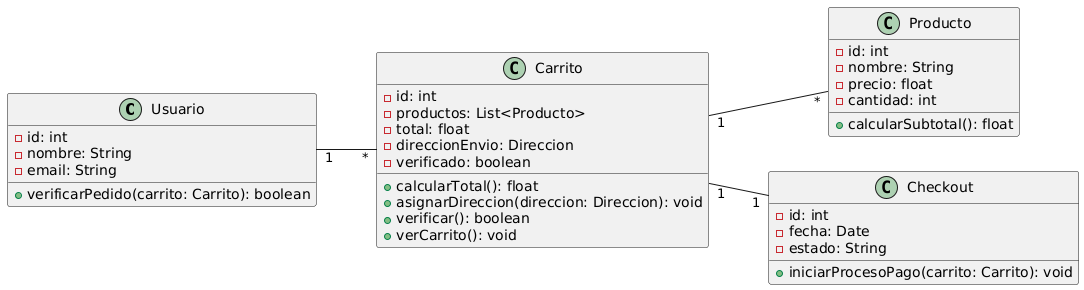 C Usuario
id: int
nombre: String
email: String
verificarPedido(carrito: Carrito): boolean
1
*
C Carrito
id: int
productos: List<Producto>
total: float
direccionEnvio: Direccion
verificado: boolean
calcularTotal(): float
asignarDireccion(direccion: Direccion): void
verificar(): boolean
verCarrito(): void
1
*
C Producto
id: int
nombre: String
precio: float
cantidad: int
calcularSubtotal(): float
1
1
C Checkout
id: int
fecha: Date
estado: String
iniciarProcesoPago(carrito: Carrito): void